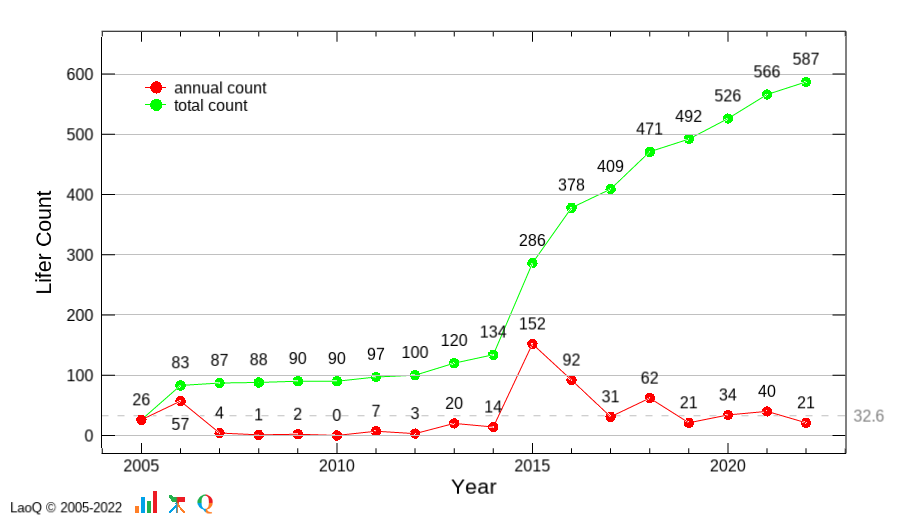 600
500
400
300
200
100
0
Lifer Count
annual count
total count
26 83 87 88 90 90 97 100 120 134 286 378 409 471 492 526 566 587
57 4 1 2 0 7 3 20 14 152 92 31 62 21 34 40 21
32.6
2005 2010 2015 2020
Year
LaoQ © 2005-2022
Q